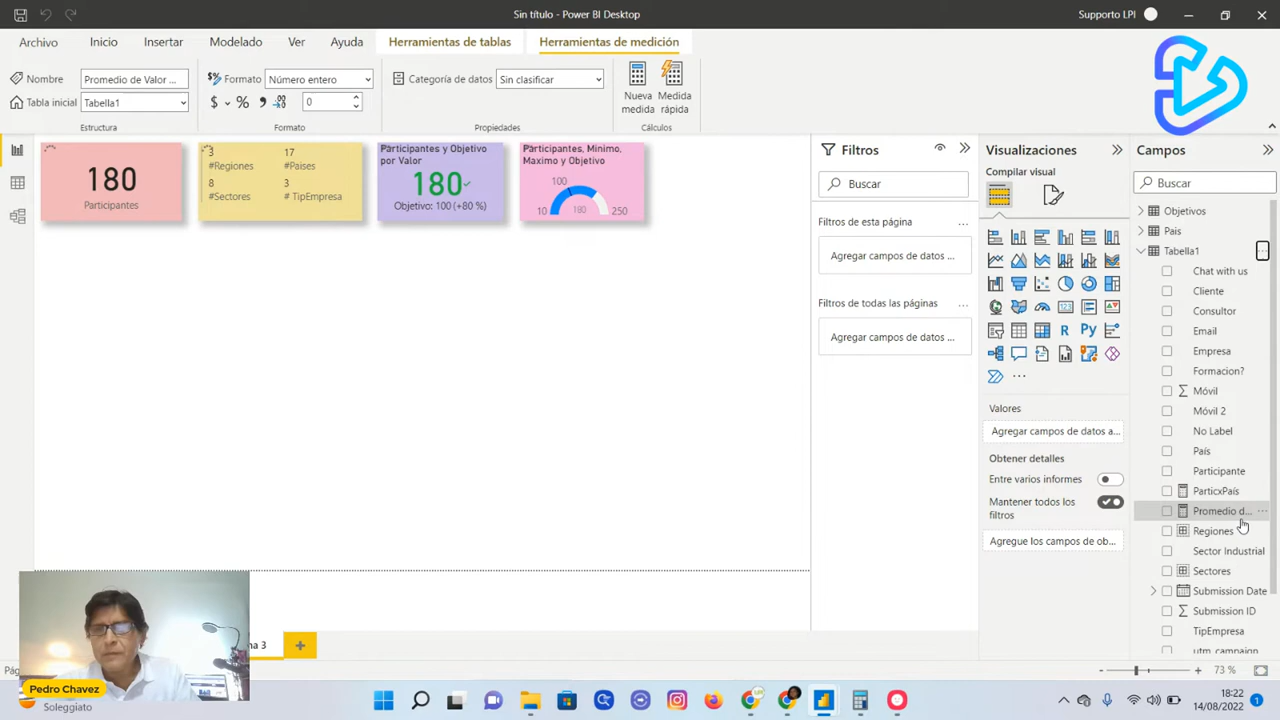 Sin título - Power BI Desktop
Supporto LPI
Archivo
Inicio
Insertar
Modelado
Ver
Ayuda
Herramientas de tablas
Herramientas de medición
Nombre
Promedio de Valor ...
Tabla inicial
Tabella1
Estructura
Formato
Número entero
$ % 0
Formato
Categoría de datos
Sin clasificar
Propiedades
Nueva medida
Medida rápida
Cálculos
180
Participantes
3
#Regiones
17
#Paises
8
#Sectores
3
# TipEmpresa
Participantes y Objetivo por Valor
180
Objetivo: 100 (+80 %)
Participantes, Minimo, Maximo y Objetivo
100
10
180
250
Filtros
Buscar
Filtros de esta página
...
Agregar campos de datos ...
Filtros de todas las páginas
...
Agregar campos de datos ...
Visualizaciones
Compilar visual
R
Py
...
Valores
Agregar campos de datos a...
Obtener detalles
Entre varios informes
Mantener todos los filtros
Agregue los campos de ob...
Campos
Buscar
Objetivos
Pais
Tabella1
Chat with us
Cliente
Consultor
Email
Empresa
Formacion?
Móvil
Móvil 2
No Label
País
Participante
ParticxPaís
Promedio d...
Regiones
Sector Industrial
Sectores
Submission Date
Submission ID
TipEmpresa
utm_campaign
na 3
Pág
73 %
Pedro Chavez
Soleggiato
18:22
14/08/2022
1